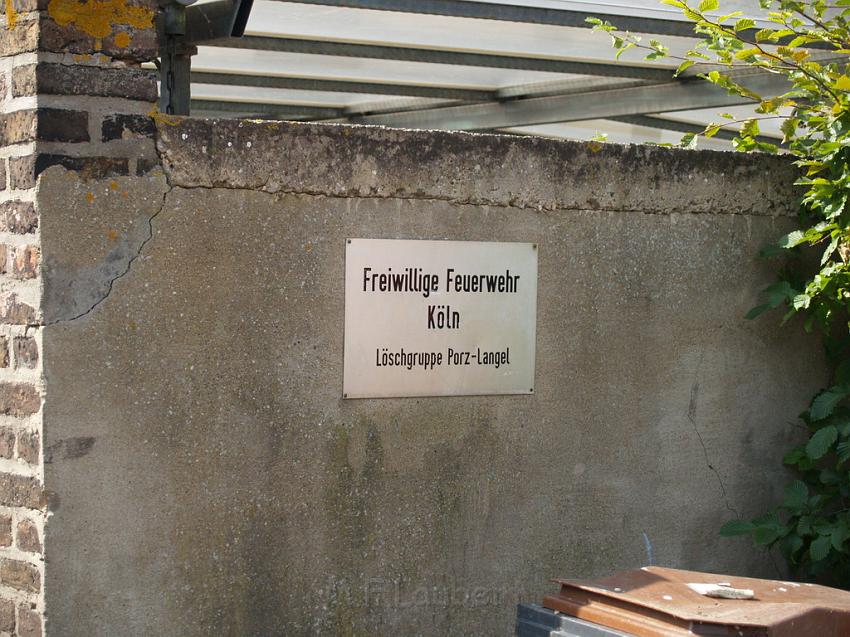 Freiwillige Feuerwehr
Köln
Löschgruppe Porz-Langel